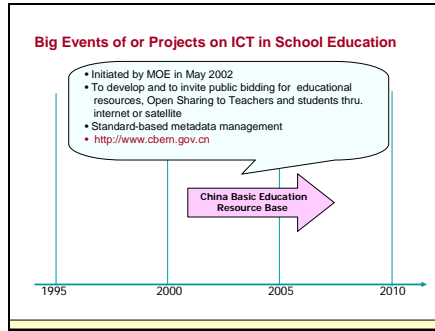 Big Events of or Projects on ICT in School Education
• Initiated by MOE in May 2002
• To develop and to invite public bidding for educational
resources, Open Sharing to Teachers and students thru.
internet or satellite
• Standard-based metadata management
• http://www.cbern.gov.cn
China Basic Education
Resource Base
1995 2000 2005 2010